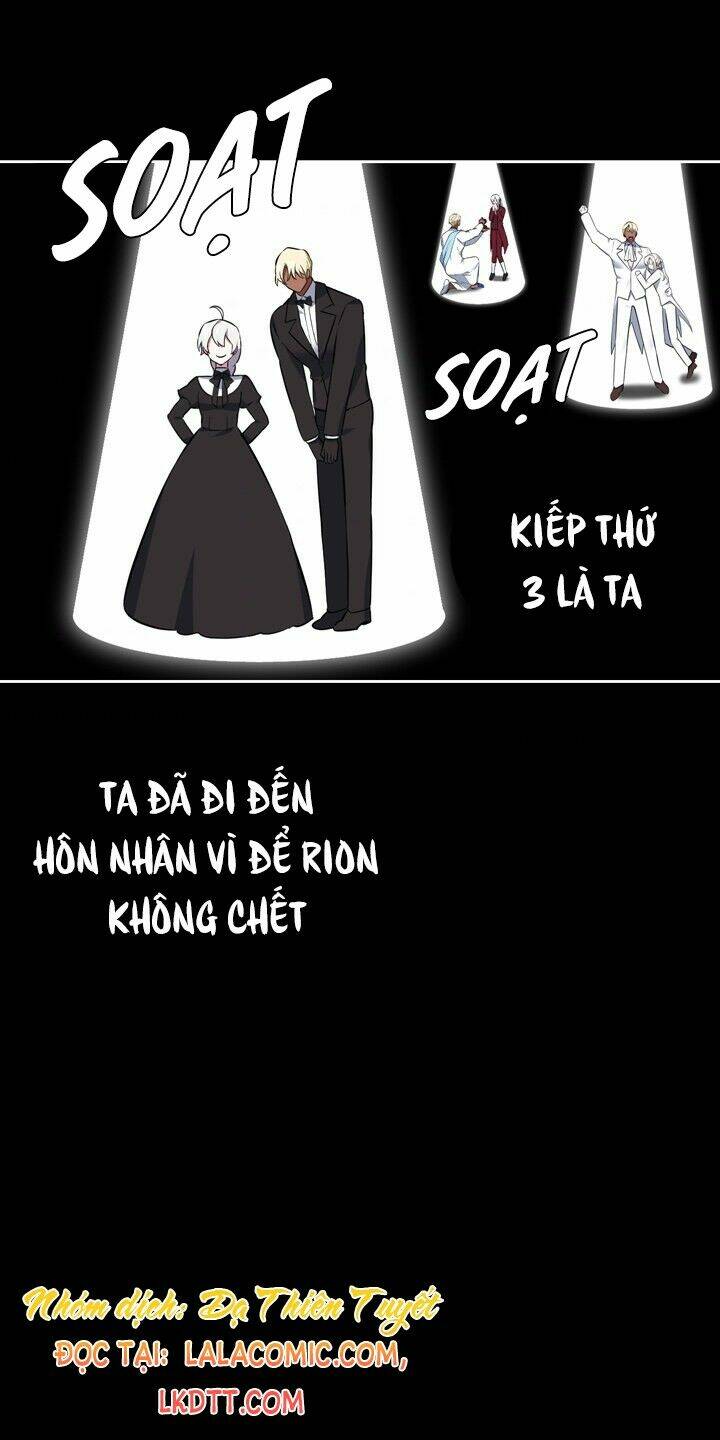 SOẠT
SOẠT
KIẾP THỨ
3 LÀ TA
TA ĐÃ ĐI ĐẾN
HÔN NHÂN VÌ ĐỂ RION
KHÔNG CHẾT
Nhóm dịch: Dạ Thiên Tuyết
ĐỌC TẠI: LALACOMIC.COM,
LKDTT.COM